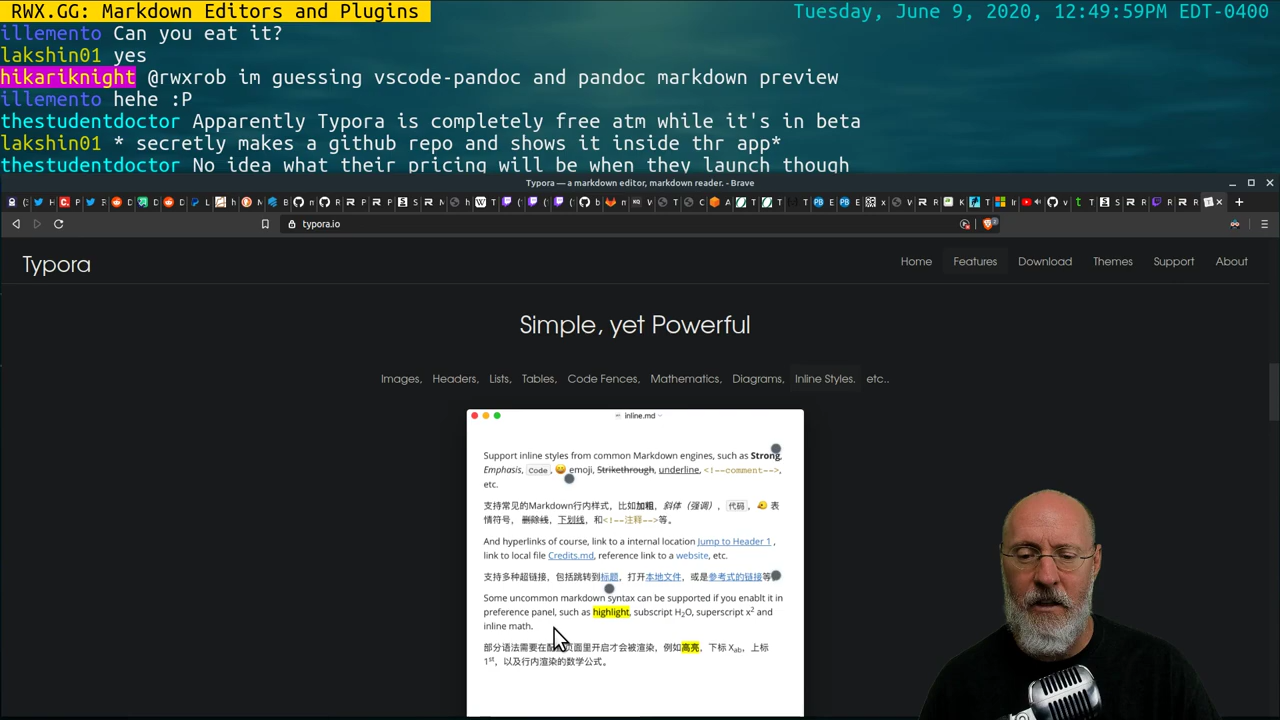 RWX.GG: Markdown Editors and Plugins
Tuesday, June 9, 2020, 12:49:59PM EDT-0400
illemento Can you eat it?
lakshin01 yes
hikariknight @rwxrob im guessing vscode-pandoc and pandoc markdown preview
illemento hehe :P
thestudentdoctor Apparently Typora is completely free atm while it's in beta
lakshin01 * secretly makes a github repo and shows it inside thr app*
thestudentdoctor No idea what their pricing will be when they launch though
Typora — a markdown editor, markdown reader. - Brave
typora.io
Typora
Home Features Download Themes Support About
Simple, yet Powerful
Images, Headers, Lists, Tables, Code Fences, Mathematics, Diagrams, Inline Styles. etc..
inline.md
Support inline styles from common Markdown engines, such as Strong,
Emphasis, Code, 😀 emoji, Strikethrough, underline, <!--comment-->,
etc.
支持常见的Markdown行内样式，比如加粗，斜体（强调），代码，表
情符号，删除线，下划线，和<!--注释-->等。
And hyperlinks of course, link to a internal location Jump to Header 1 ,
link to local file Credits.md, reference link to a website, etc.
支持多种超链接，包括跳转到标题，打开本地文件，或是参考式的链接等
Some uncommon markdown syntax can be supported if you enablt it in
preference panel, such as highlight, subscript H₂O, superscript x² and
inline math.
部分语法需要在配 页面里开启才会被渲染，例如高亮，下标 Xab，上标
1st，以及行内渲染的数学公式。